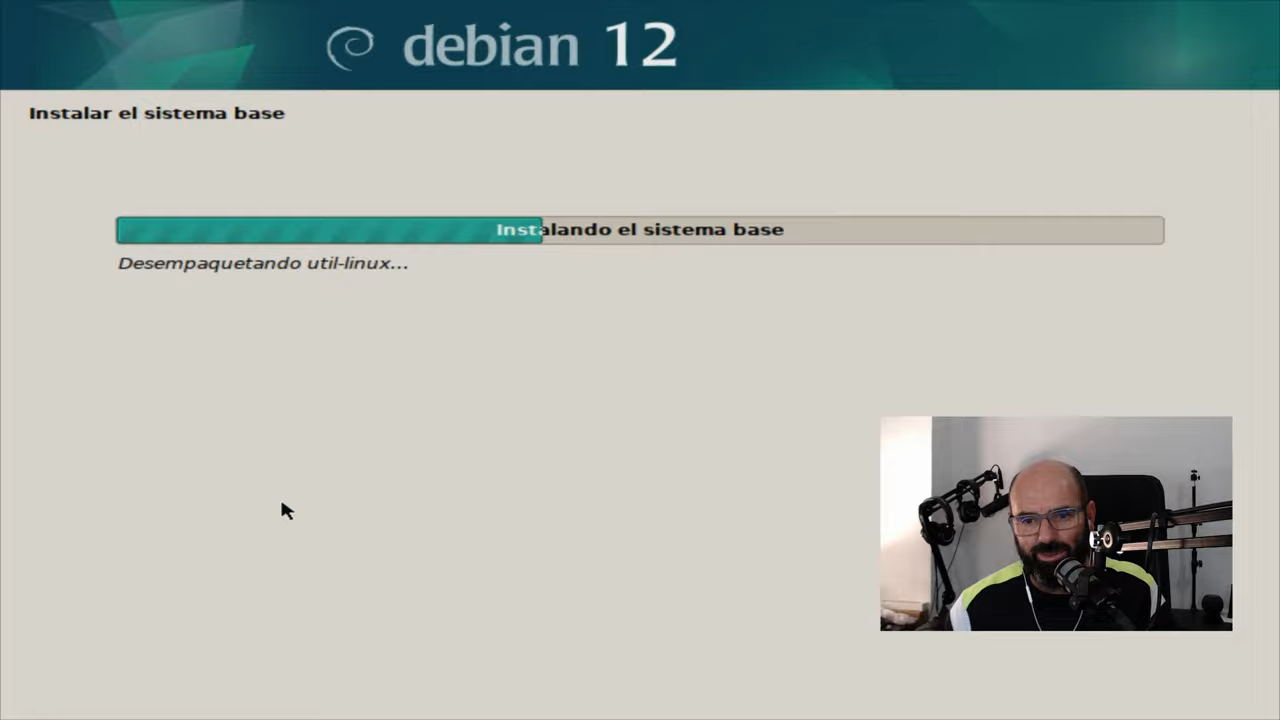 debian 12
Instalar el sistema base
Instalando el sistema base
Desempaquetando util-linux...